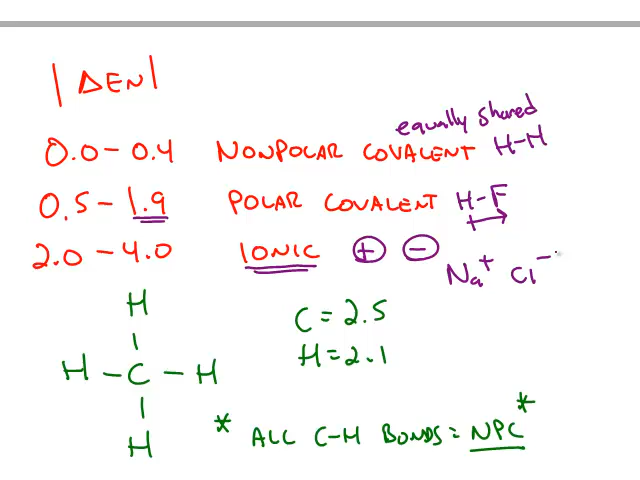 |ΔEN|
equally shared
0.0 – 0.4 NONPOLAR COVALENT H–H
0.5 – 1.9 POLAR COVALENT H–F
2.0 – 4.0 IONIC + − 
Na⁺ Cl⁻
H
C = 2.5
H = 2.1
H – C – H
H
* ALL C–H BONDS = NPC *